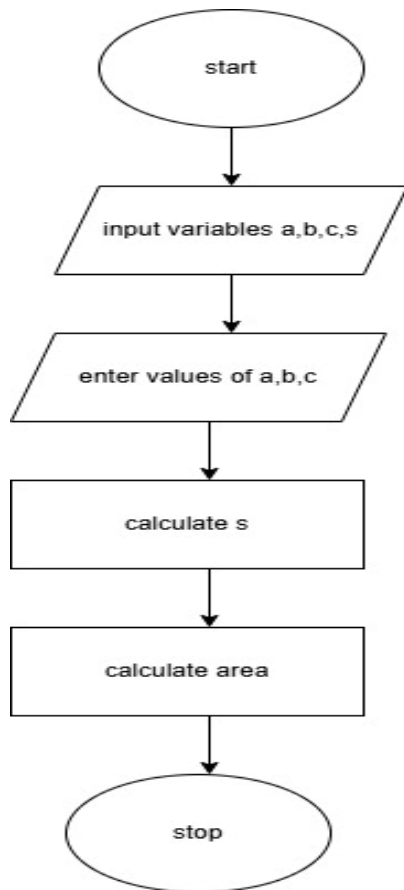 start
input variables a,b,c,s
enter values of a,b,c
calculate s
calculate area
stop